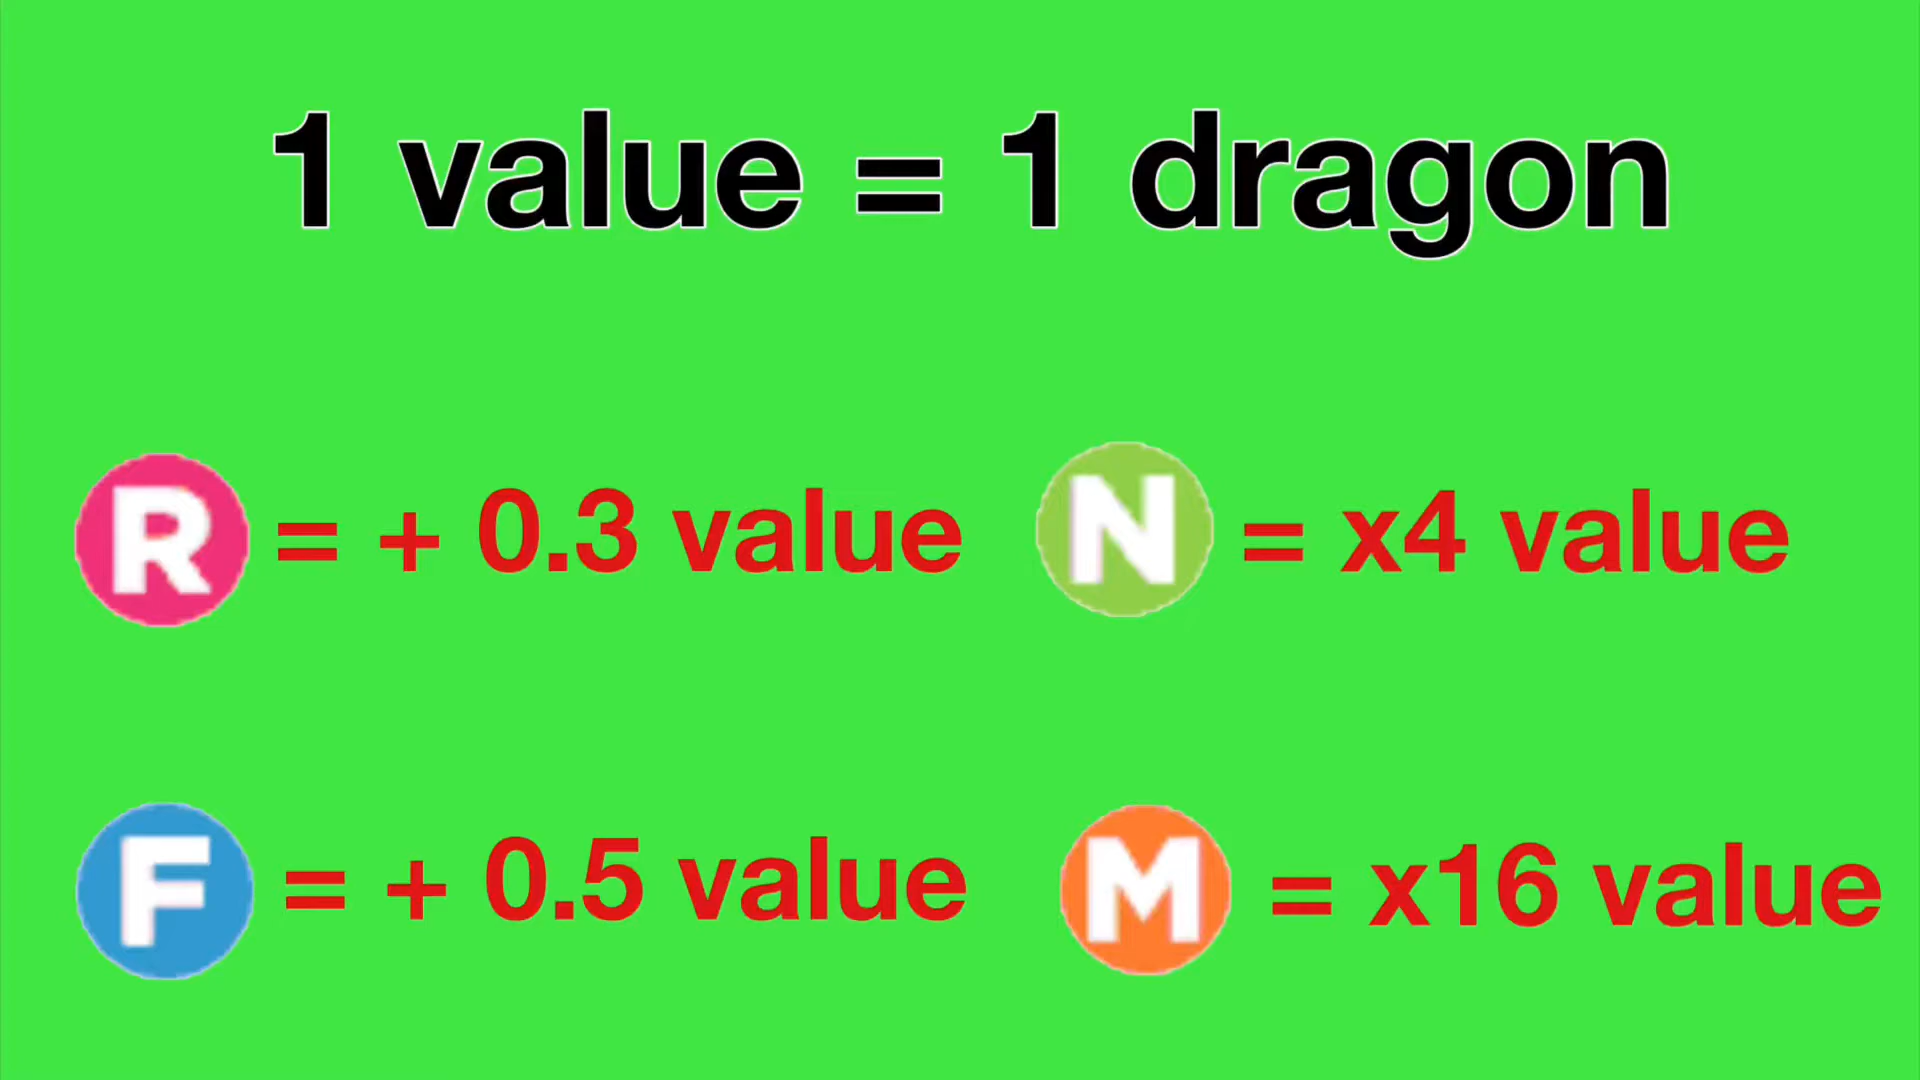 1 value = 1 dragon
R = + 0.3 value
N = x4 value
F = + 0.5 value
M = x16 value